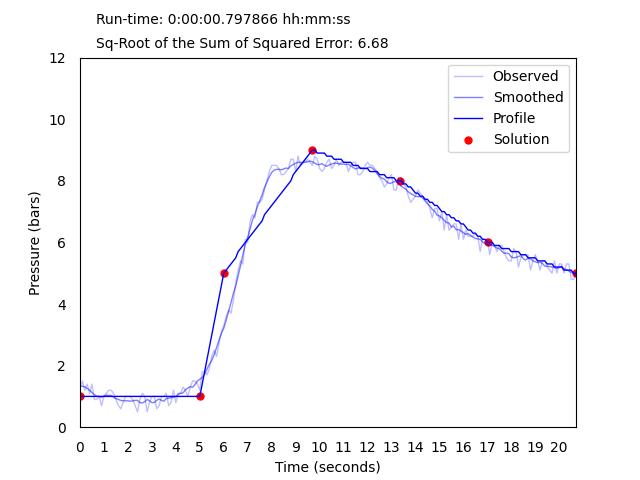 Run-time: 0:00:00.797866 hh:mm:ss
Sq-Root of the Sum of Squared Error: 6.68
12
10
8
6
4
2
0
Pressure (bars)
Observed
Smoothed
Profile
Solution
0 1 2 3 4 5 6 7 8 9 10 11 12 13 14 15 16 17 18 19 20
Time (seconds)